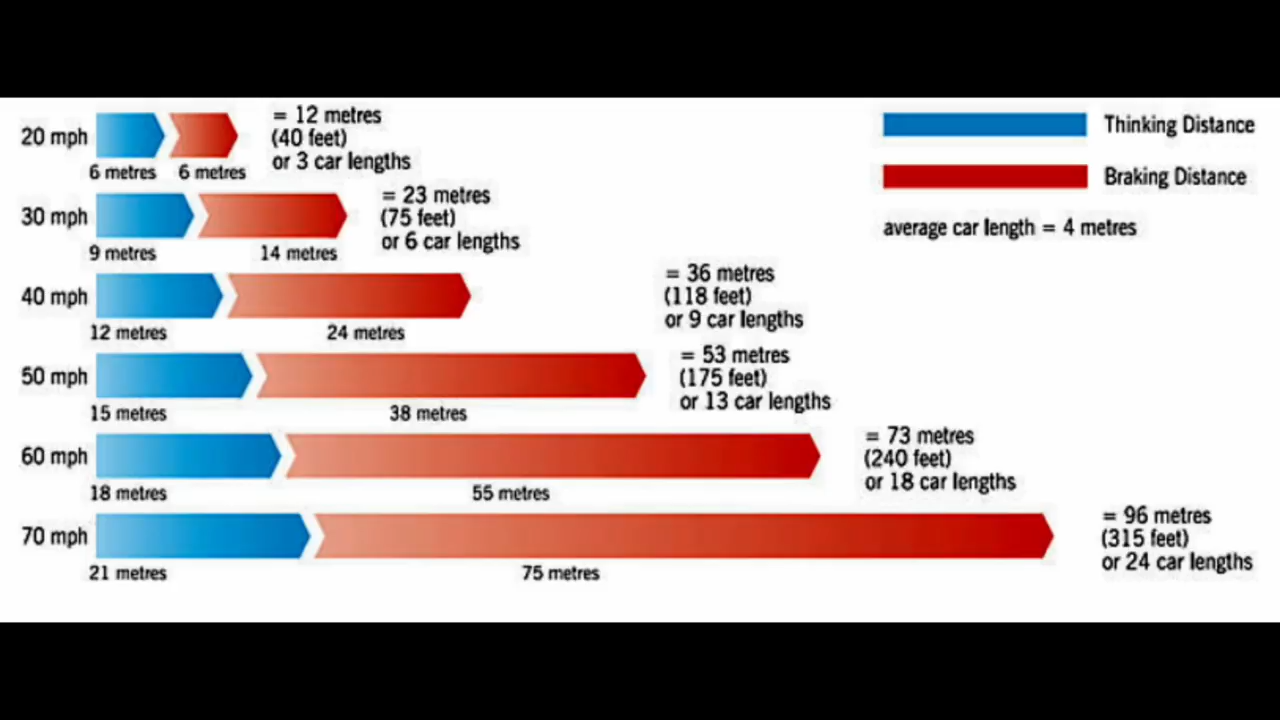 20 mph
6 metres 6 metres
= 12 metres
(40 feet)
or 3 car lengths
Thinking Distance
Braking Distance
average car length = 4 metres
30 mph
9 metres 14 metres
= 23 metres
(75 feet)
or 6 car lengths
40 mph
12 metres 24 metres
= 36 metres
(118 feet)
or 9 car lengths
50 mph
15 metres 38 metres
= 53 metres
(175 feet)
or 13 car lengths
60 mph
18 metres 55 metres
= 73 metres
(240 feet)
or 18 car lengths
70 mph
21 metres 75 metres
= 96 metres
(315 feet)
or 24 car lengths